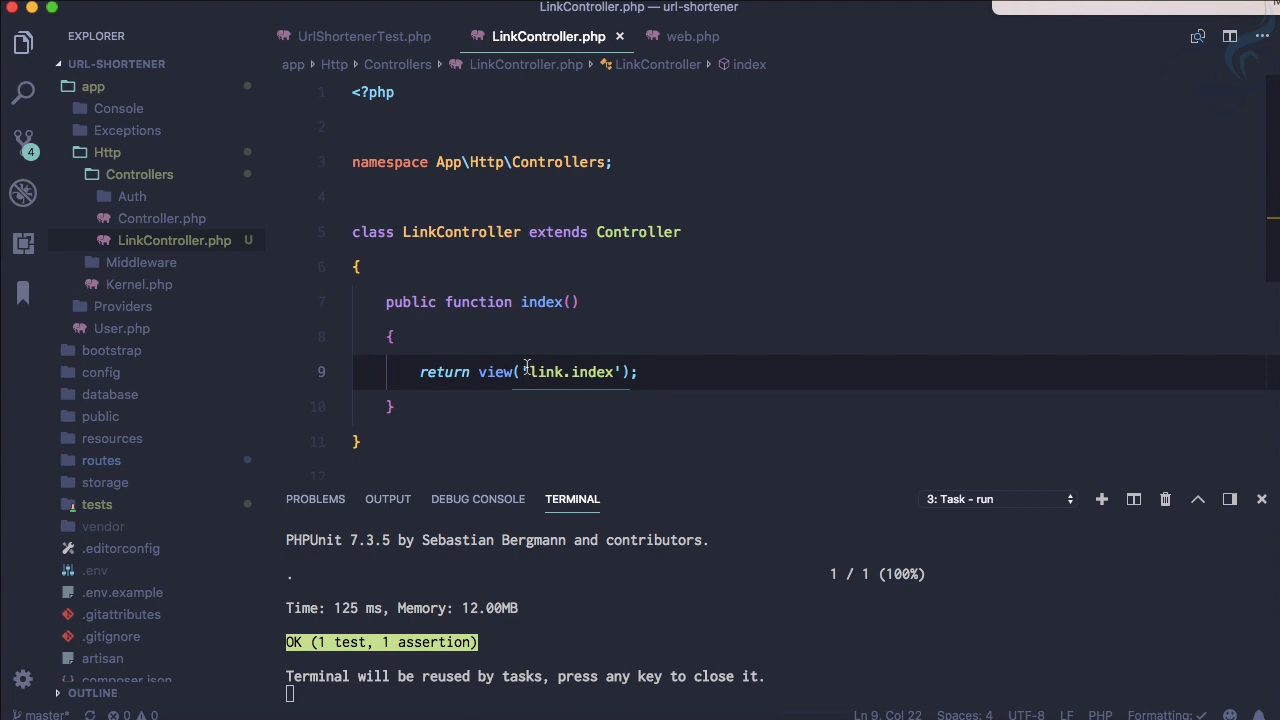 LinkController.php — url-shortener
EXPLORER
UrlShortenerTest.php
LinkController.php ×
web.php
URL-SHORTENER
app > Http > Controllers > LinkController.php > LinkController > index
app
Console
Exceptions
4
Http
Controllers
Auth
Controller.php
LinkController.php U
Middleware
Kernel.php
Providers
User.php
bootstrap
config
database
public
resources
routes
storage
tests
vendor
.editorconfig
.env
.env.example
.gitattributes
.gitignore
artisan
composer.json
OUTLINE
1 <?php
2
3 namespace App\Http\Controllers;
4
5 class LinkController extends Controller
6 {
7 public function index()
8 {
9 return view('link.index');
10 }
11 }
12
PROBLEMS OUTPUT DEBUG CONSOLE TERMINAL 3: Task - run
PHPUnit 7.3.5 by Sebastian Bergmann and contributors.
. 1 / 1 (100%)
Time: 125 ms, Memory: 12.00MB
OK (1 test, 1 assertion)
Terminal will be reused by tasks, press any key to close it.
master* 0 0 Ln 9, Col 22 Spaces: 4 UTF-8 LF PHP Formatting: ✓